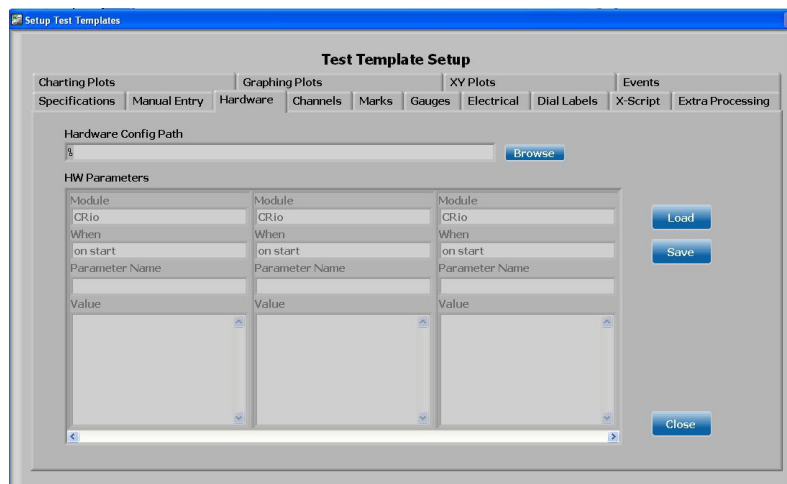 Setup Test Templates
Test Template Setup
Charting Plots Graphing Plots XY Plots Events
Specifications Manual Entry Hardware Channels Marks Gauges Electrical Dial Labels X-Script Extra Processing
Hardware Config Path
Browse
HW Parameters
Module Module Module
CRio CRio CRio
Load
When When When
on start on start on start
Save
Parameter Name Parameter Name Parameter Name
Value Value Value
Close